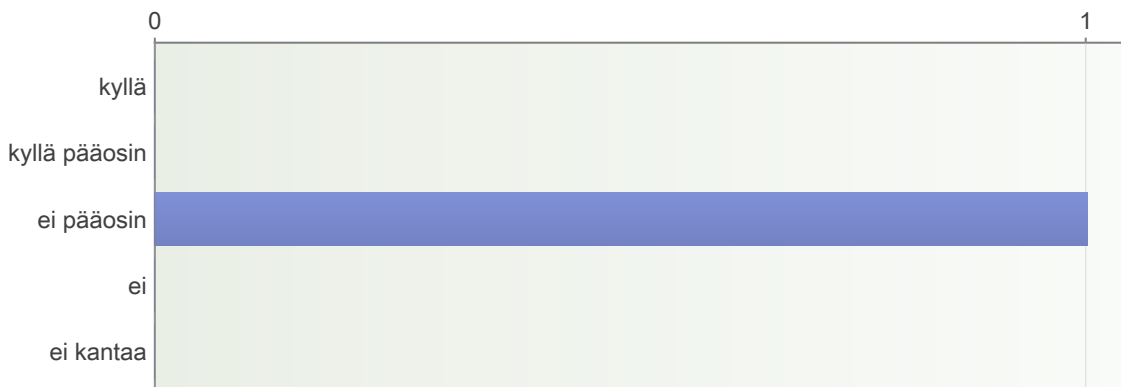 0 1
kyllä
kyllä pääosin
ei pääosin
ei
ei kantaa